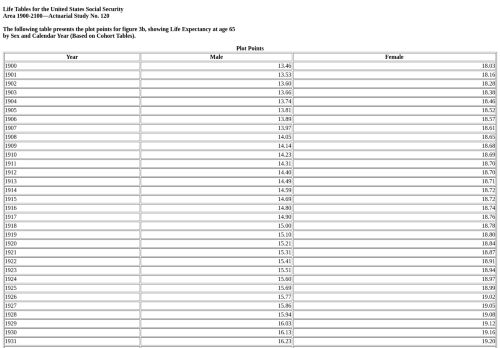 Life Tables for the United States Social Security
Area 1900-2100—Actuarial Study No. 120
The following table presents the plot points for figure 3b, showing Life Expectancy at age 65
by Sex and Calendar Year (Based on Cohort Tables).
Plot Points
Year Male Female
1900 13.46 18.03
1901 13.53 18.16
1902 13.60 18.28
1903 13.66 18.38
1904 13.74 18.46
1905 13.81 18.52
1906 13.89 18.57
1907 13.97 18.61
1908 14.05 18.65
1909 14.14 18.68
1910 14.23 18.69
1911 14.31 18.70
1912 14.40 18.70
1913 14.49 18.71
1914 14.59 18.72
1915 14.69 18.72
1916 14.80 18.74
1917 14.90 18.76
1918 15.00 18.78
1919 15.10 18.80
1920 15.21 18.84
1921 15.31 18.87
1922 15.41 18.91
1923 15.51 18.94
1924 15.60 18.97
1925 15.69 18.99
1926 15.77 19.02
1927 15.86 19.05
1928 15.94 19.08
1929 16.03 19.12
1930 16.13 19.16
1931 16.23 19.20